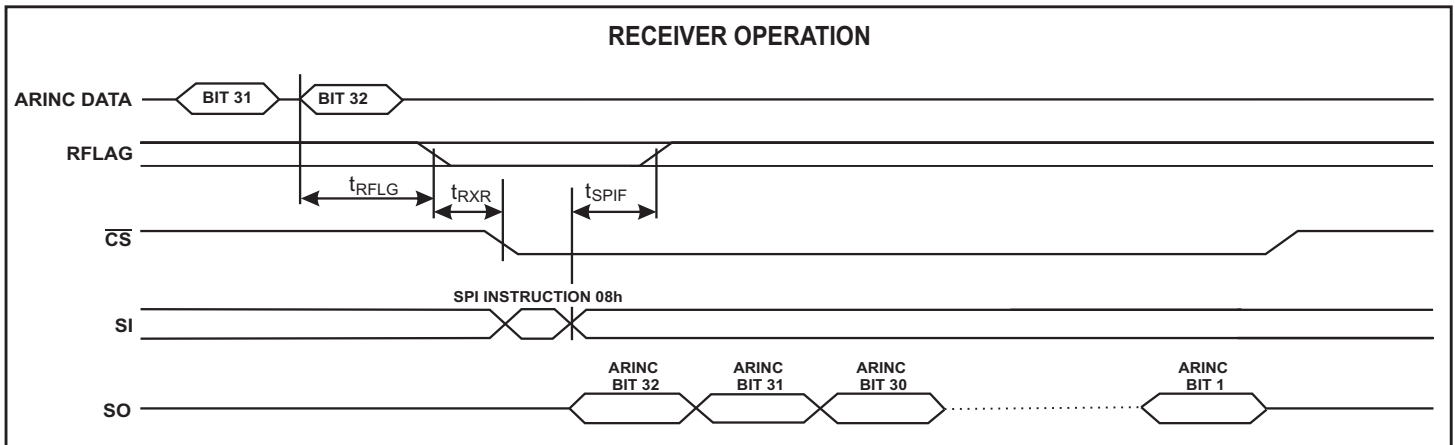 RECEIVER OPERATION
ARINC DATA
BIT 31
BIT 32
RFLAG
tRFLG
tRXR
tSPIF
CS
SPI INSTRUCTION 08h
SI
ARINC
BIT 32
ARINC
BIT 31
ARINC
BIT 30
ARINC
BIT 1
SO